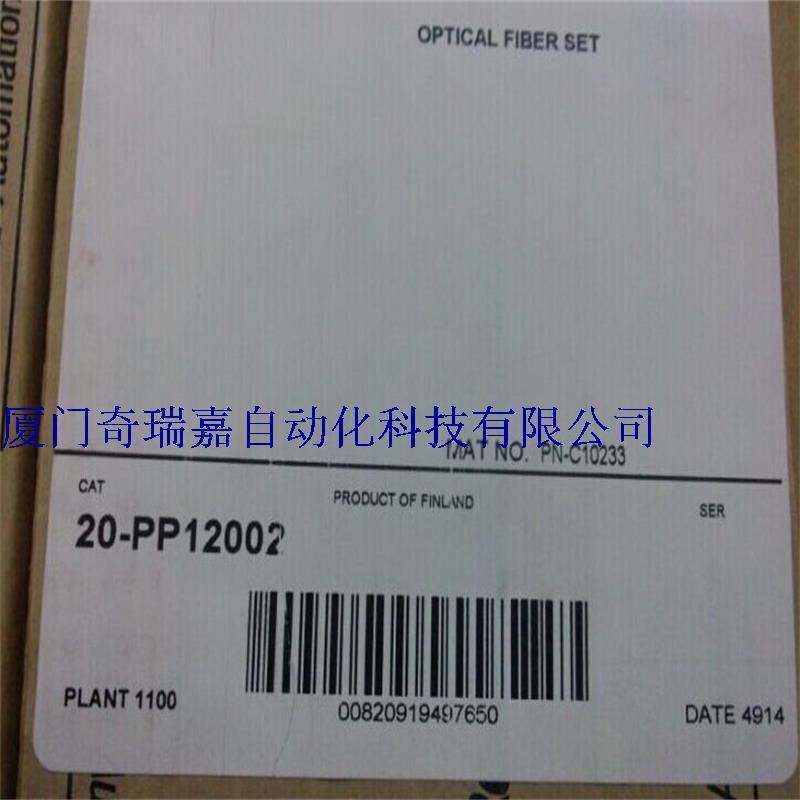 Automation
OPTICAL FIBER SET
厦门奇瑞嘉自动化科技有限公司
MAT NO. PN-C10233
CAT
PRODUCT OF FINLAND
SER
20-PP12002
00820919497650
PLANT 1100
DATE 4914